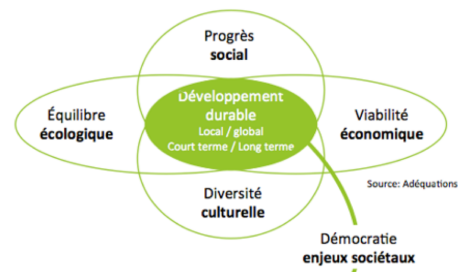 Progrès
social
Équilibre
écologique
Développement
durable
Local / global
Court terme / Long terme
Viabilité
économique
Source: Adéquations
Diversité
culturelle
Démocratie
enjeux sociétaux